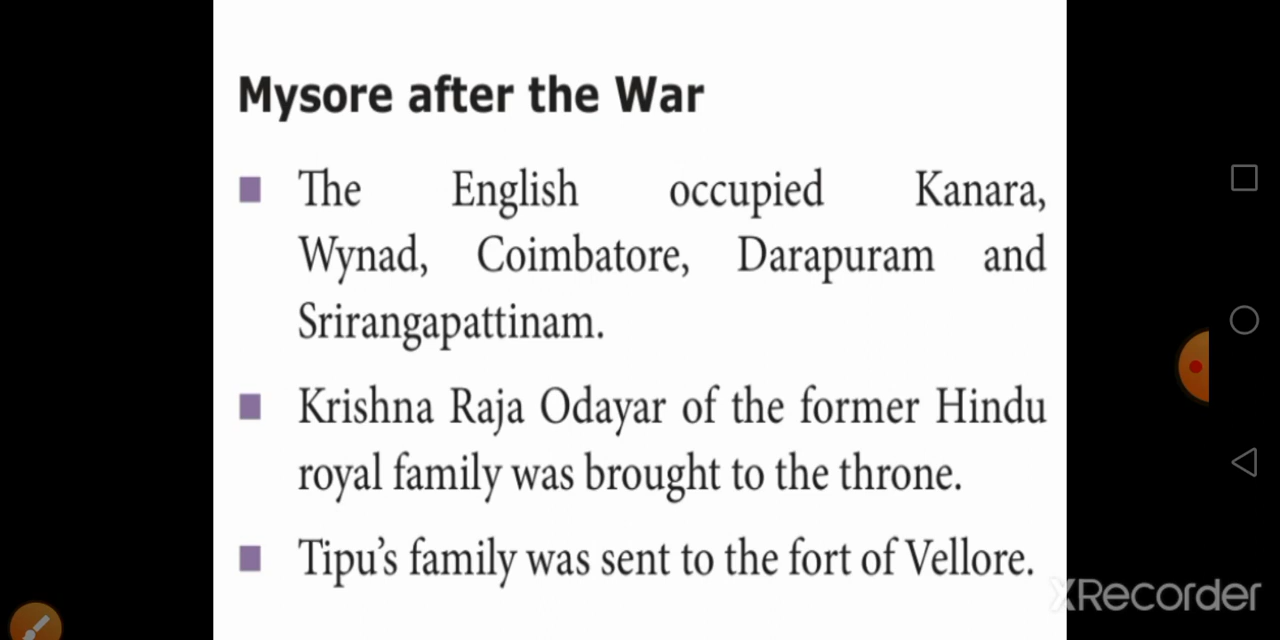 Mysore after the War
The English occupied Kanara,
Wynad, Coimbatore, Darapuram and
Srirangapattinam.
Krishna Raja Odayar of the former Hindu
royal family was brought to the throne.
Tipu’s family was sent to the fort of Vellore.
XRecorder